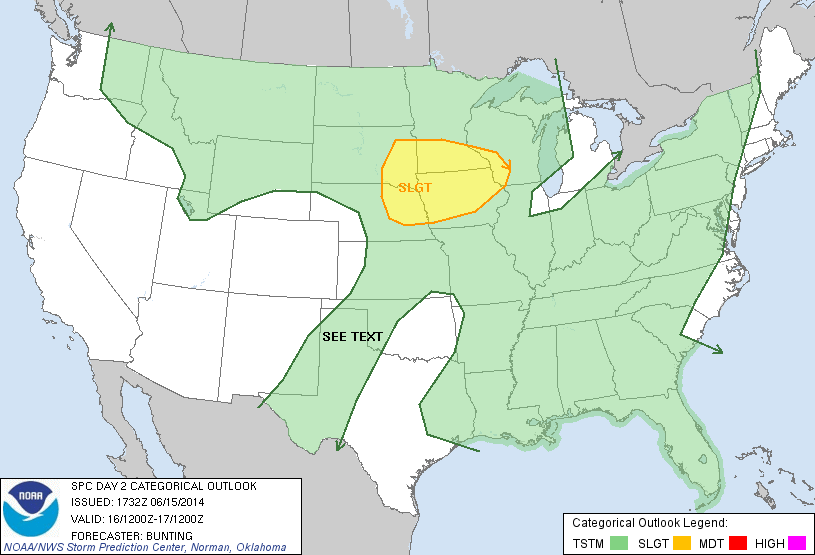 SLGT
SEE TEXT
NOAA
SPC DAY 2 CATEGORICAL OUTLOOK
ISSUED: 1732Z 06/15/2014
VALID: 16/1200Z-17/1200Z
FORECASTER: BUNTING
NOAA/NWS Storm Prediction Center, Norman, Oklahoma
Categorical Outlook Legend:
TSTM SLGT MDT HIGH